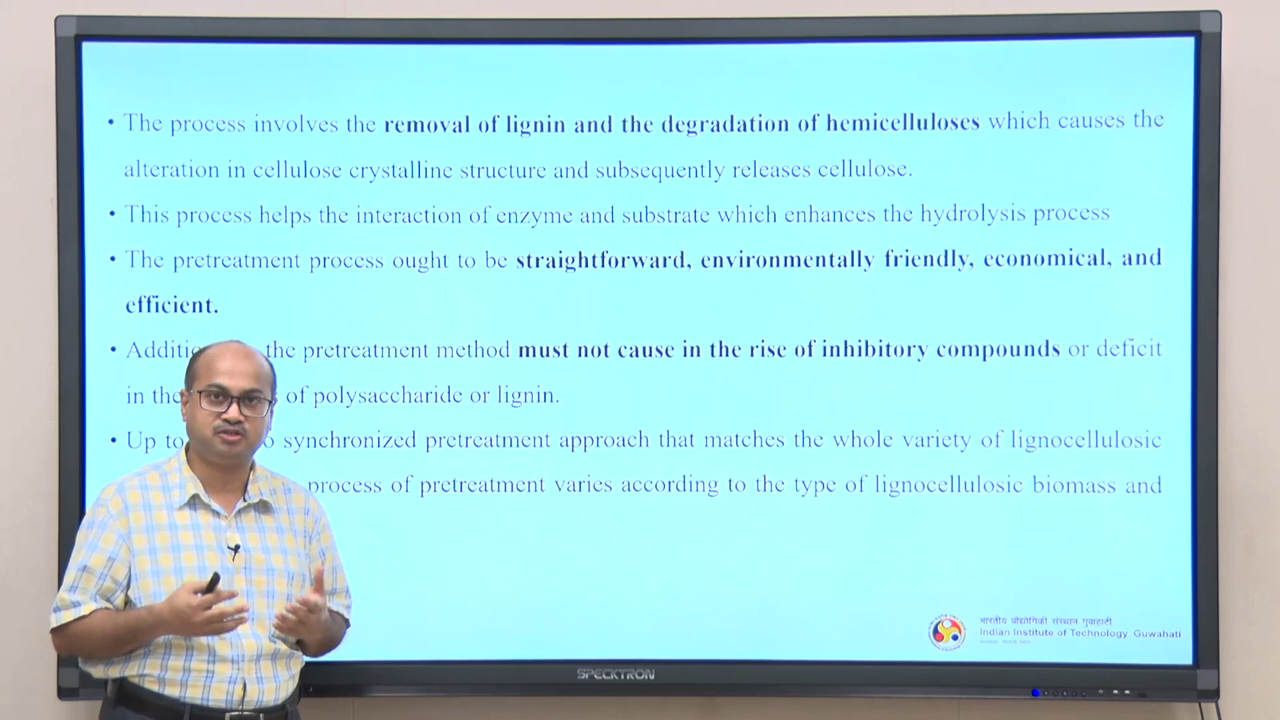 • The process involves the removal of lignin and the degradation of hemicelluloses which causes the
alteration in cellulose crystalline structure and subsequently releases cellulose.
• This process helps the interaction of enzyme and substrate which enhances the hydrolysis process
• The pretreatment process ought to be straightforward, environmentally friendly, economical, and
efficient.
• the pretreatment method must not cause in the rise of inhibitory compounds or deficit
in the of polysaccharide or lignin.
• Up to synchronized pretreatment approach that matches the whole variety of lignocellulosic
process of pretreatment varies according to the type of lignocellulosic biomass and
भारतीय प्रौद्योगिकी संस्थान गुवाहाटी
Indian Institute of Technology Guwahati
SPECKTRON